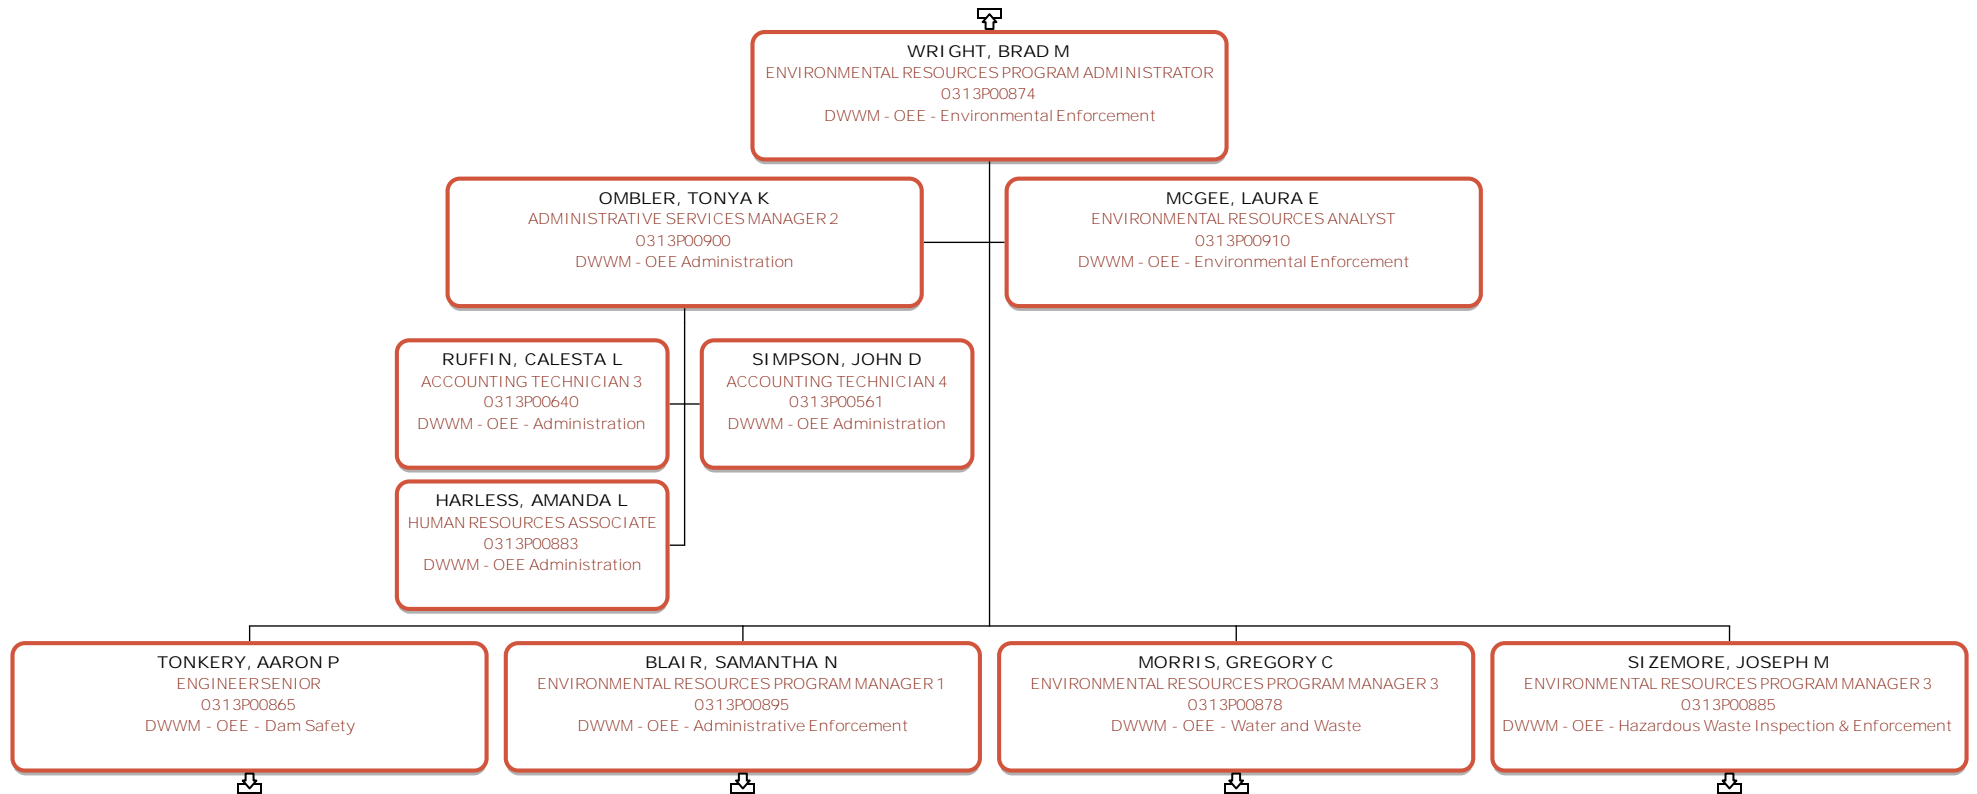 WRIGHT, BRAD M
ENVIRONMENTAL RESOURCES PROGRAM ADMINISTRATOR
0313P00874
DWWM - OEE - Environmental Enforcement
OMBLER, TONYA K
ADMINISTRATIVE SERVICES MANAGER 2
0313P00900
DWWM - OEE Administration
MCGEE, LAURA E
ENVIRONMENTAL RESOURCES ANALYST
0313P00910
DWWM - OEE - Environmental Enforcement
RUFFIN, CALESTA L
ACCOUNTING TECHNICIAN 3
0313P00640
DWWM - OEE - Administration
SIMPSON, JOHN D
ACCOUNTING TECHNICIAN 4
0313P00561
DWWM - OEE Administration
HARLESS, AMANDA L
HUMAN RESOURCES ASSOCIATE
0313P00883
DWWM - OEE Administration
TONKERY, AARON P
ENGINEER SENIOR
0313P00865
DWWM - OEE - Dam Safety
BLAIR, SAMANTHA N
ENVIRONMENTAL RESOURCES PROGRAM MANAGER 1
0313P00895
DWWM - OEE - Administrative Enforcement
MORRIS, GREGORY C
ENVIRONMENTAL RESOURCES PROGRAM MANAGER 3
0313P00878
DWWM - OEE - Water and Waste
SIZEMORE, JOSEPH M
ENVIRONMENTAL RESOURCES PROGRAM MANAGER 3
0313P00885
DWWM - OEE - Hazardous Waste Inspection & Enforcement